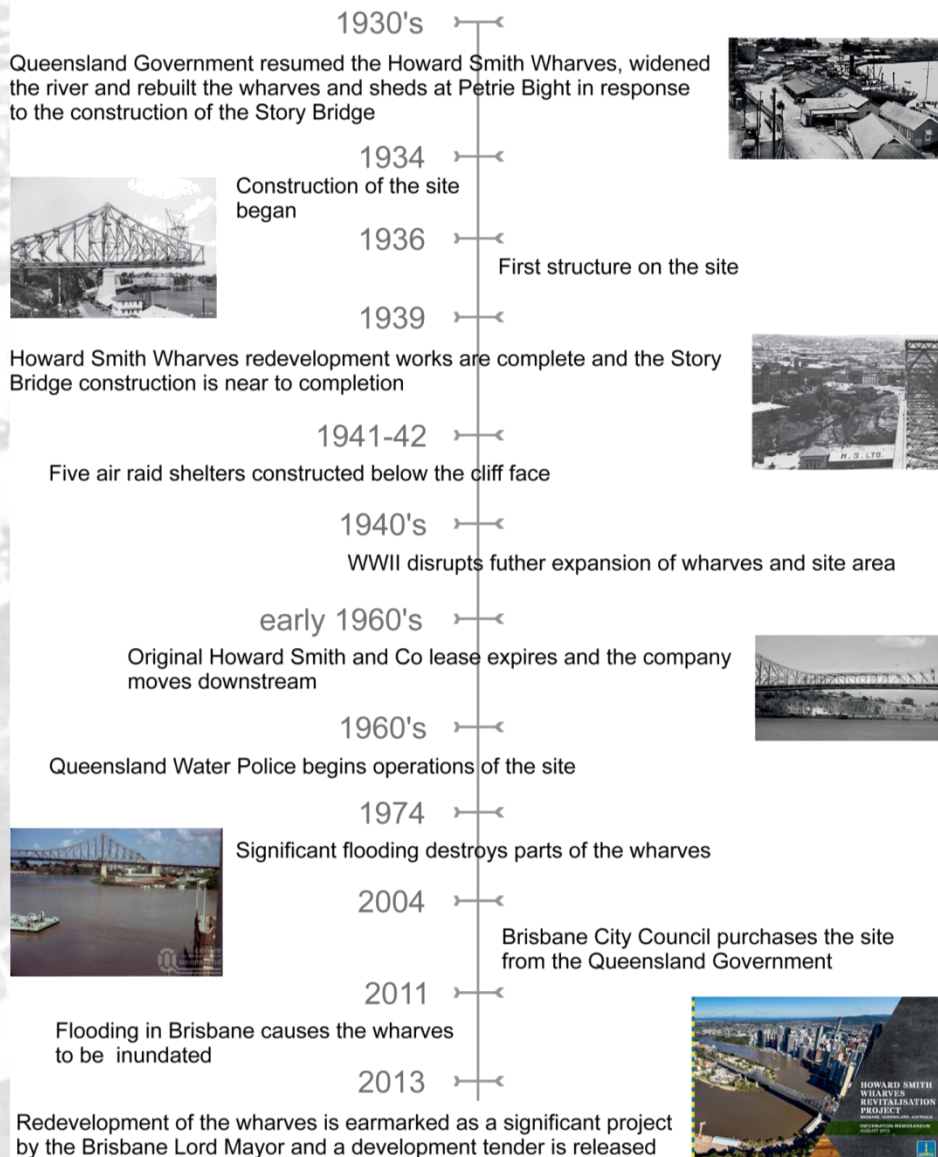 1930's
Queensland Government resumed the Howard Smith Wharves, widened
the river and rebuilt the wharves and sheds at Petrie Bight in response
to the construction of the Story Bridge
1934
Construction of the site
began
1936
First structure on the site
1939
Howard Smith Wharves redevelopment works are complete and the Story
Bridge construction is near to completion
H. S. LTD.
1941-42
Five air raid shelters constructed below the cliff face
1940's
WWII disrupts futher expansion of wharves and site area
early 1960's
Original Howard Smith and Co lease expires and the company
moves downstream
1960's
Queensland Water Police begins operations of the site
1974
Significant flooding destroys parts of the wharves
2004
Brisbane City Council purchases the site
from the Queensland Government
2011
Flooding in Brisbane causes the wharves
to be inundated
2013
HOWARD SMITH
WHARVES
REVITALISATION
PROJECT
BRISBANE, QUEENSLAND, AUSTRALIA
INFORMATION MEMORANDUM
AUGUST 2013
Redevelopment of the wharves is earmarked as a significant project
by the Brisbane Lord Mayor and a development tender is released